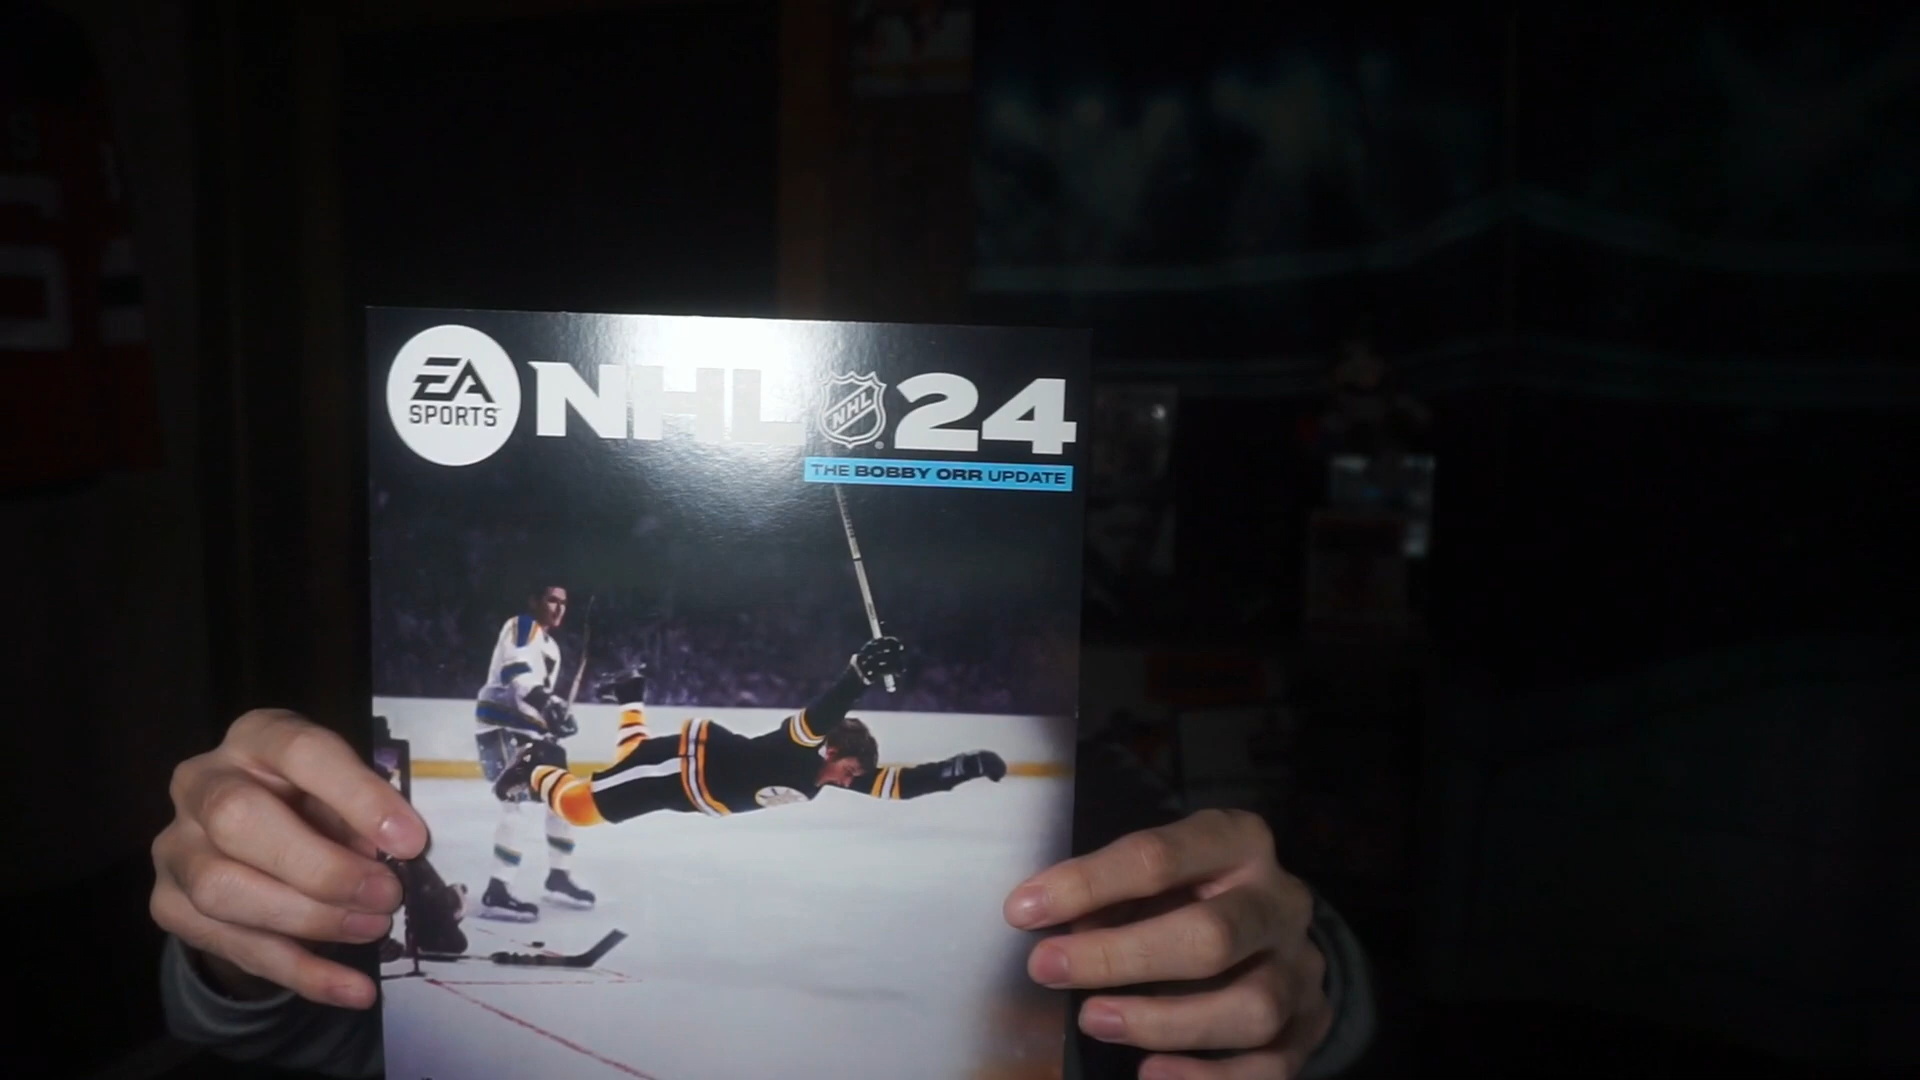 EA
SPORTS
NHL NHL 24
THE BOBBY ORR UPDATE